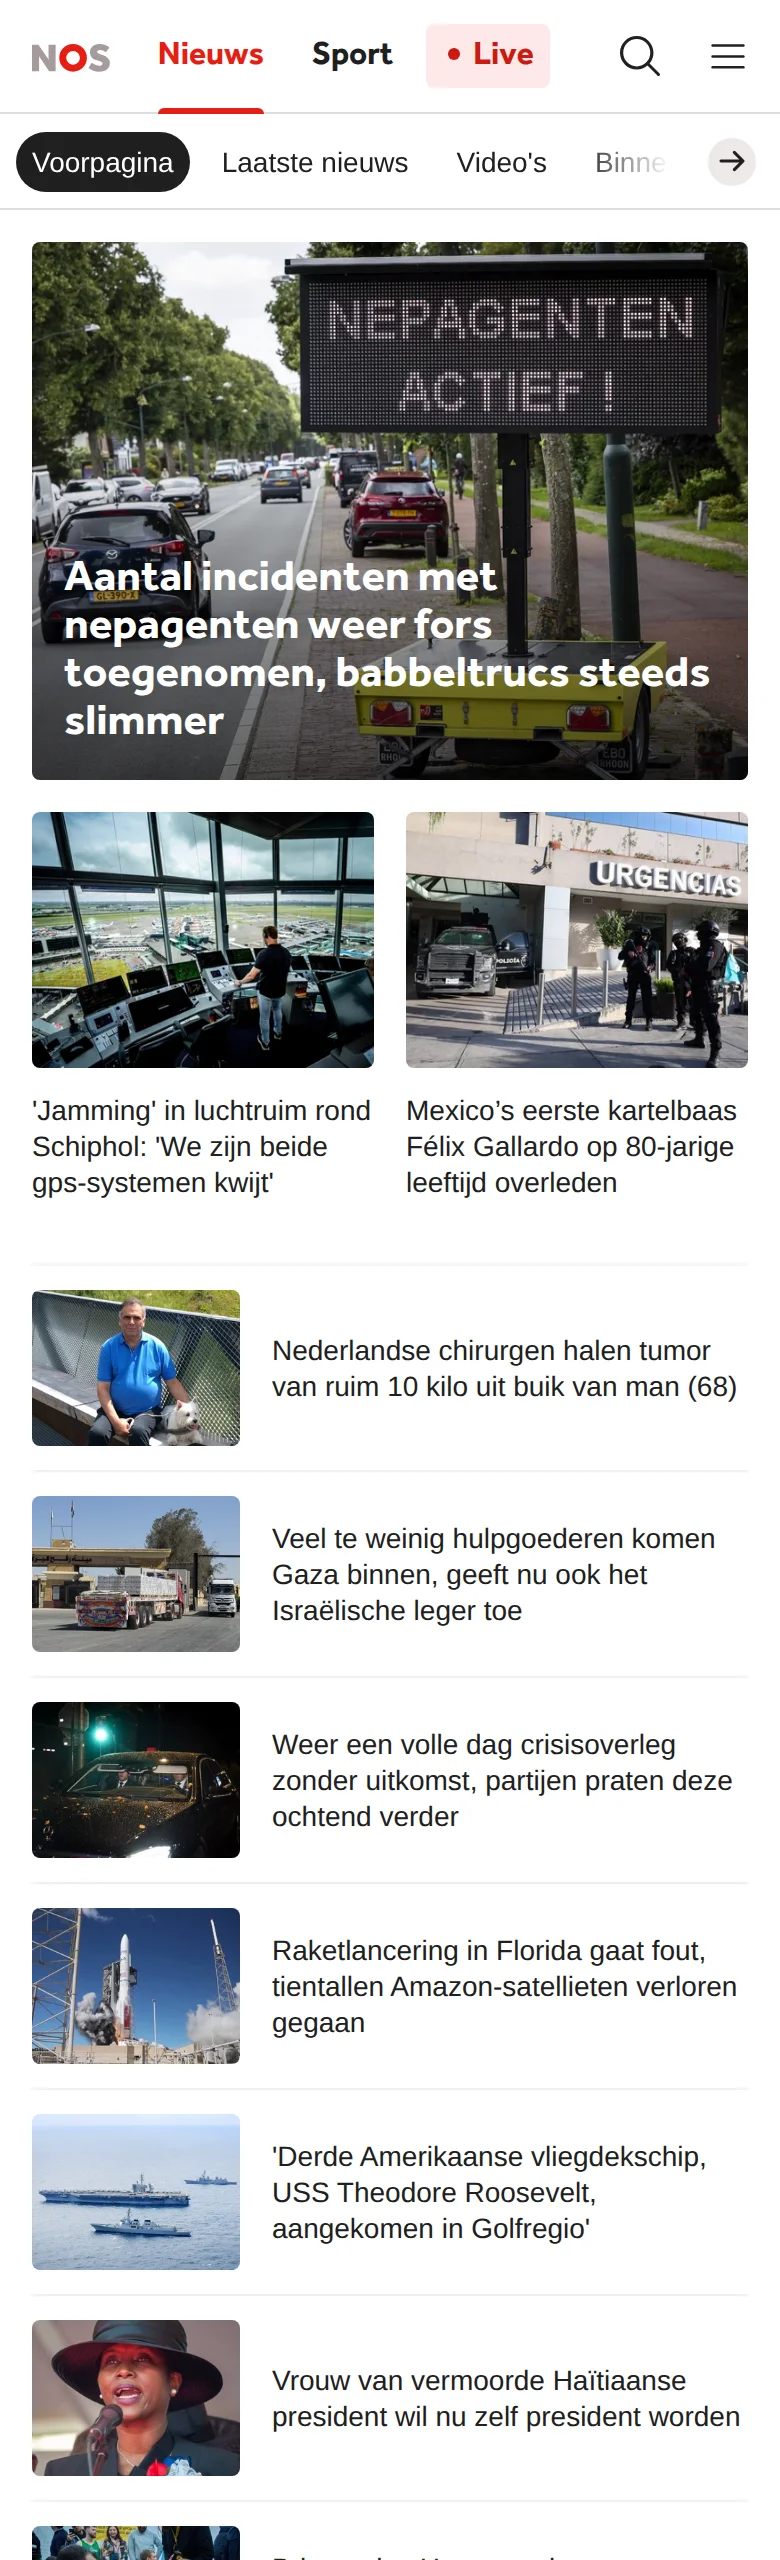 NOS Nieuws Sport Live
Voorpagina Laatste nieuws Video's Binne
NEPAGENTEN
ACTIEF !
GL-390-X
Aantal incidenten met
nepagenten weer fors
toegenomen, babbeltrucs steeds
slimmer
EBO
RHOON
URGENCIAS
POLICÍA
'Jamming' in luchtruim rond
Schiphol: 'We zijn beide
gps-systemen kwijt'
Mexico’s eerste kartelbaas
Félix Gallardo op 80-jarige
leeftijd overleden
Nederlandse chirurgen halen tumor
van ruim 10 kilo uit buik van man (68)
Veel te weinig hulpgoederen komen
Gaza binnen, geeft nu ook het
Israëlische leger toe
Weer een volle dag crisisoverleg
zonder uitkomst, partijen praten deze
ochtend verder
Raketlancering in Florida gaat fout,
tientallen Amazon-satellieten verloren
gegaan
'Derde Amerikaanse vliegdekschip,
USS Theodore Roosevelt,
aangekomen in Golfregio'
Vrouw van vermoorde Haïtiaanse
president wil nu zelf president worden